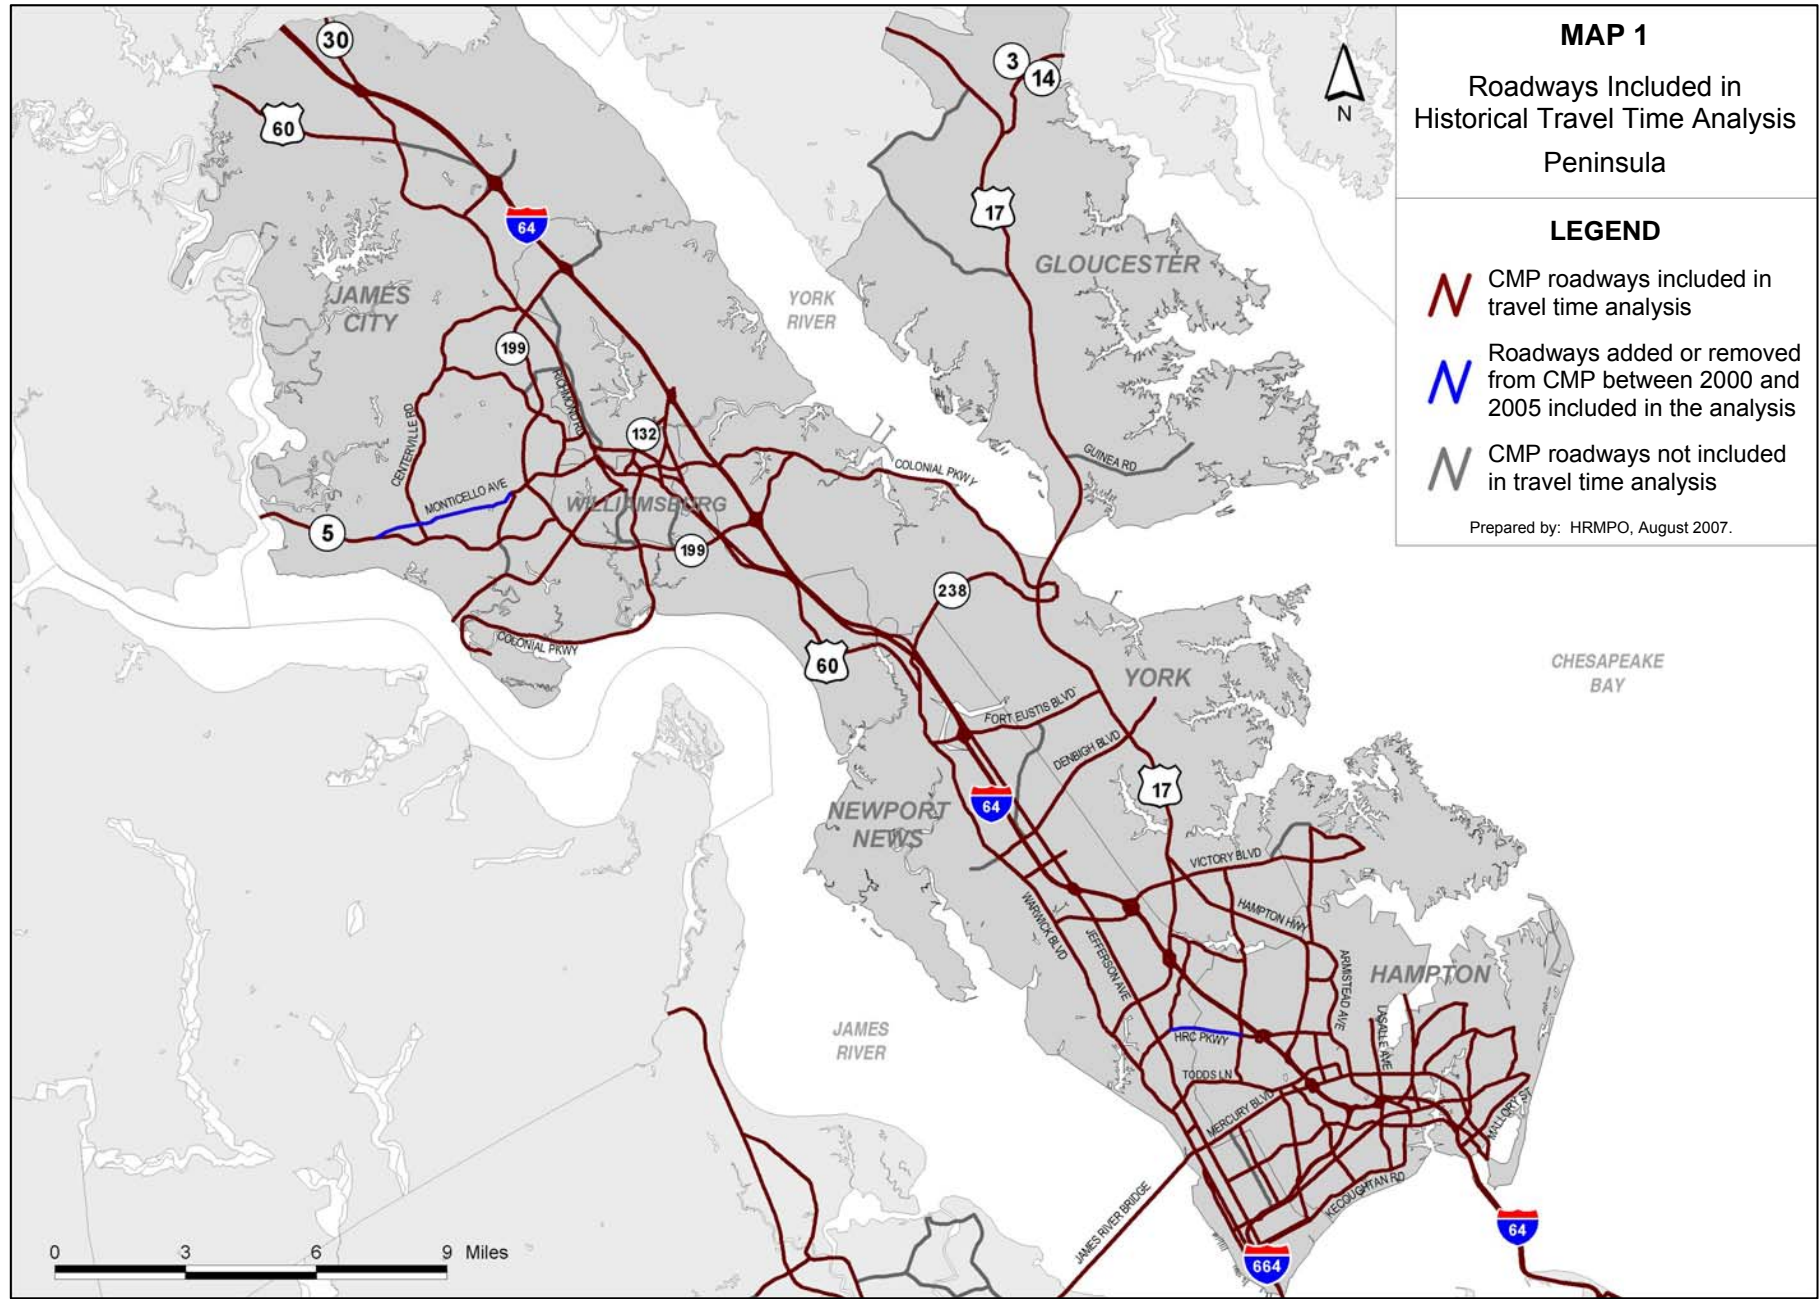 MAP 1
Roadways Included in
Historical Travel Time Analysis
Peninsula
LEGEND
CMP roadways included in
travel time analysis
Roadways added or removed
from CMP between 2000 and
2005 included in the analysis
CMP roadways not included
in travel time analysis
Prepared by: HRMPO, August 2007.
N
30
3
14
60
17
64
GLOUCESTER
JAMES
CITY
YORK
RIVER
199
RICHMOND RD
CENTERVILLE RD
132
GUINEA RD
COLONIAL PKWY
MONTICELLO AVE
WILLIAMSBURG
5
199
238
COLONIAL PKWY
60
YORK
CHESAPEAKE
BAY
FORT EUSTIS BLVD
DENBIGH BLVD
17
64
NEWPORT
NEWS
VICTORY BLVD
HAMPTON HWY
WARWICK BLVD
JEFFERSON AVE
ARMISTEAD AVE
HAMPTON
LASALLE AVE
JAMES
RIVER
HRC PKWY
TODDS LN
MERCURY BLVD
MALLORY ST
KECOUGHTAN RD
JAMES RIVER BRIDGE
64
664
0 3 6 9 Miles